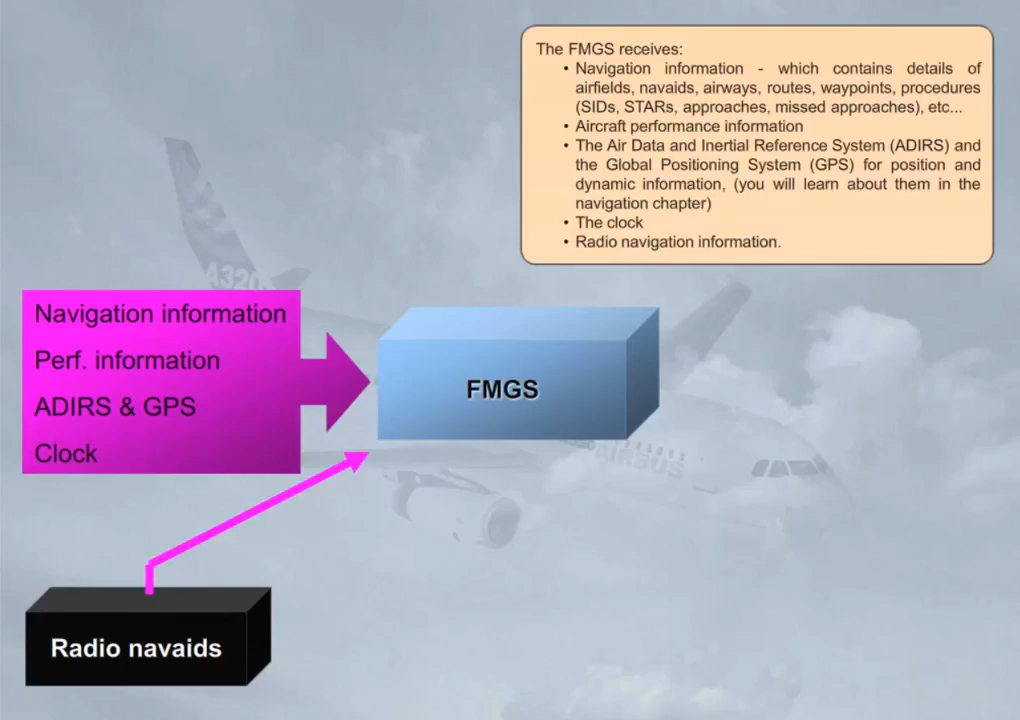 The FMGS receives:
• Navigation information - which contains details of
airfields, navaids, airways, routes, waypoints, procedures
(SIDs, STARs, approaches, missed approaches), etc...
• Aircraft performance information
• The Air Data and Inertial Reference System (ADIRS) and
the Global Positioning System (GPS) for position and
dynamic information, (you will learn about them in the
navigation chapter)
• The clock
• Radio navigation information.
A320
Navigation information
Perf. information
ADIRS & GPS
Clock
FMGS
AIRBUS
Radio navaids